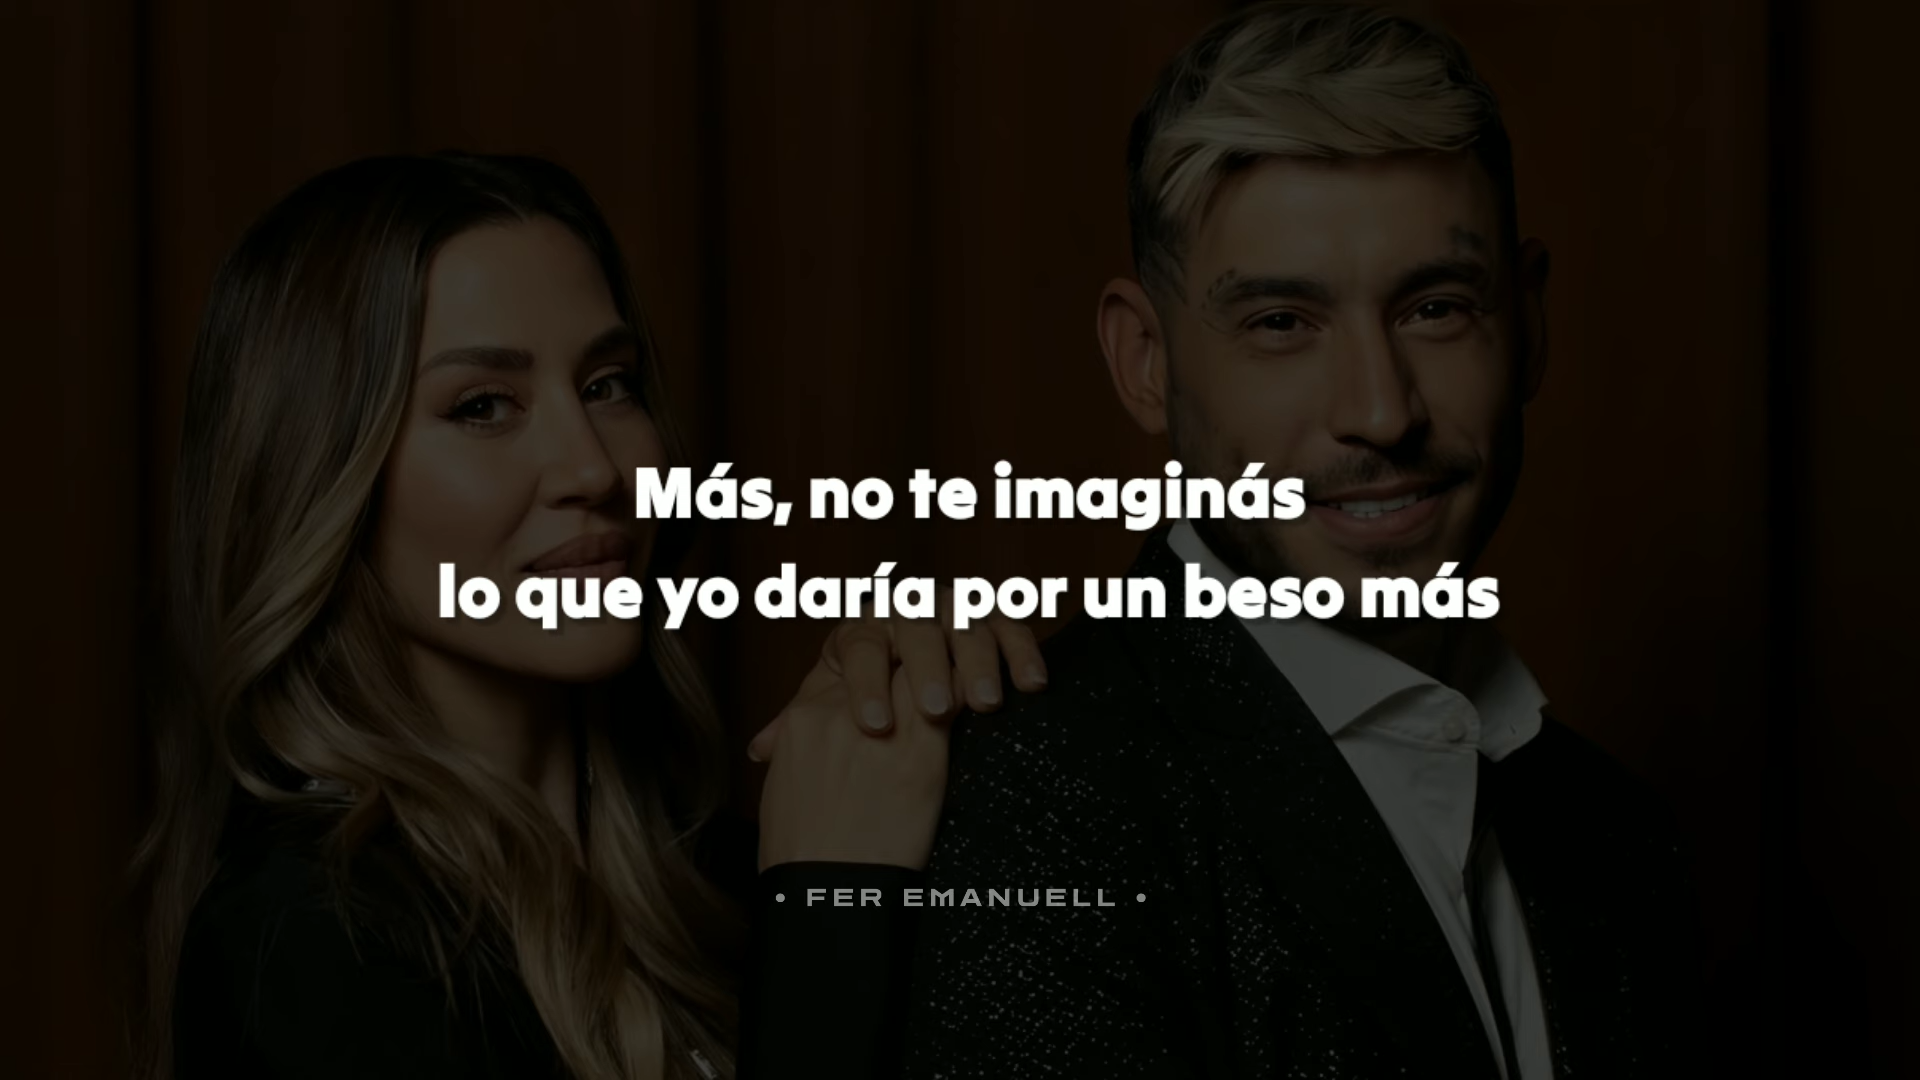 Más, no te imaginás
lo que yo daría por un beso más
• FER EMANUELL •